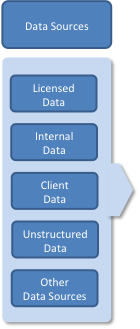 Data Sources
Licensed
Data
Internal
Data
Client
Data
Unstructured
Data
Other
Data Sources